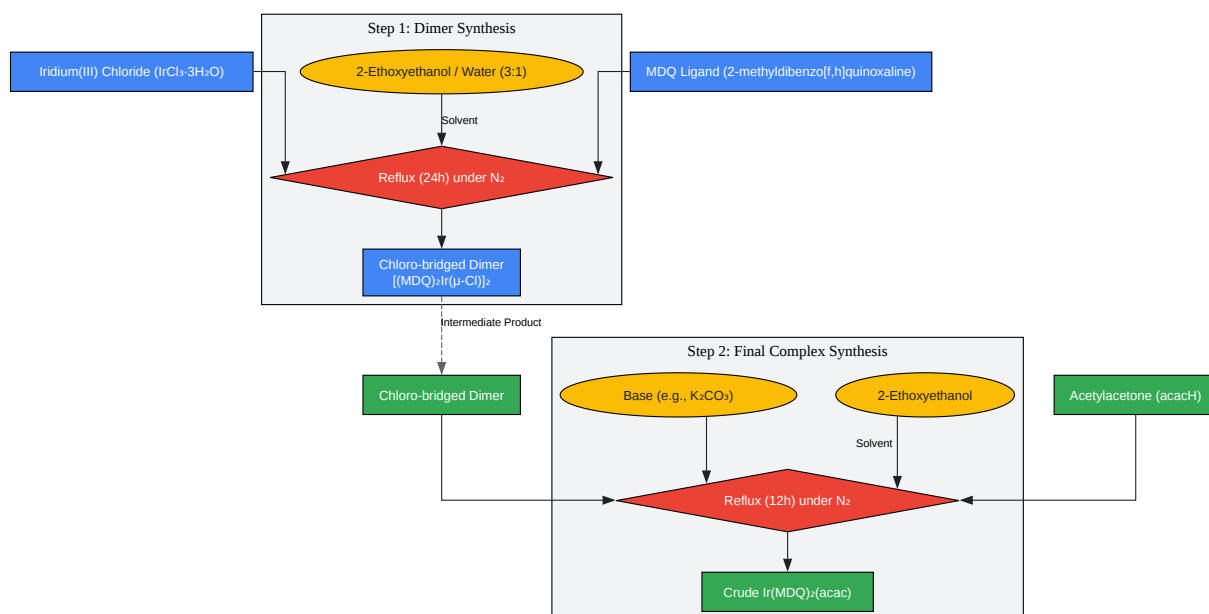 Step 1: Dimer Synthesis
Iridium(III) Chloride (IrCl₃·3H₂O)
2-Ethoxyethanol / Water (3:1)
MDQ Ligand (2-methyldibenzo[f,h]quinoxaline)
Solvent
Reflux (24h) under N₂
Chloro-bridged Dimer
[(MDQ)₂Ir(μ-Cl)]₂
Intermediate Product
Step 2: Final Complex Synthesis
Chloro-bridged Dimer
Base (e.g., K₂CO₃)
2-Ethoxyethanol
Acetylacetone (acacH)
Solvent
Reflux (12h) under N₂
Crude Ir(MDQ)₂(acac)